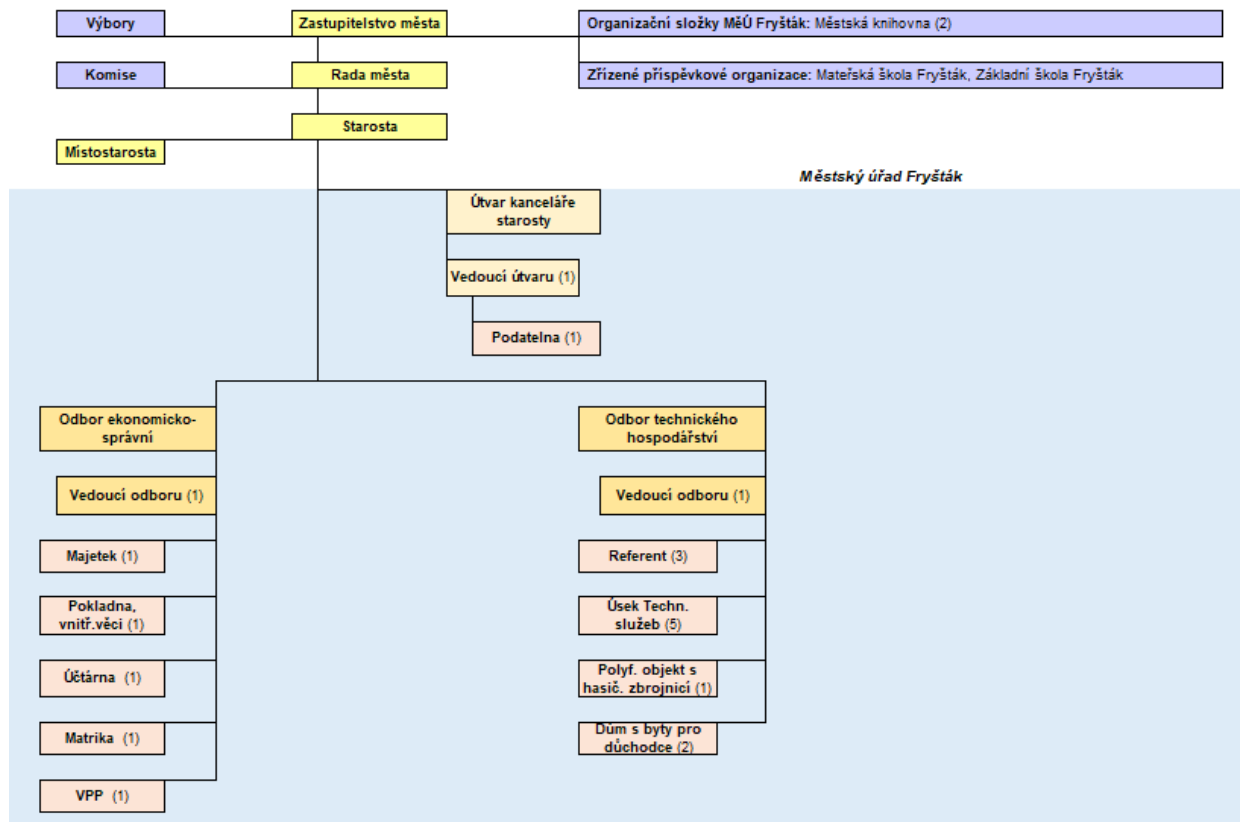 Výbory
Zastupitelstvo města
Organizační složky MěÚ Fryšták: Městská knihovna (2)
Komise
Rada města
Zřízené příspěvkové organizace: Mateřská škola Fryšták, Základní škola Fryšták
Starosta
Místostarosta
Městský úřad Fryšták
Útvar kanceláře
starosty
Vedoucí útvaru (1)
Podatelna (1)
Odbor ekonomicko-
správní
Vedoucí odboru (1)
Majetek (1)
Pokladna,
vnitř.věci (1)
Účtárna (1)
Matrika (1)
VPP (1)
Odbor technického
hospodářství
Vedoucí odboru (1)
Referent (3)
Úsek Techn.
služeb (5)
Polyf. objekt s
hasič. zbrojnicí (1)
Dům s byty pro
důchodce (2)